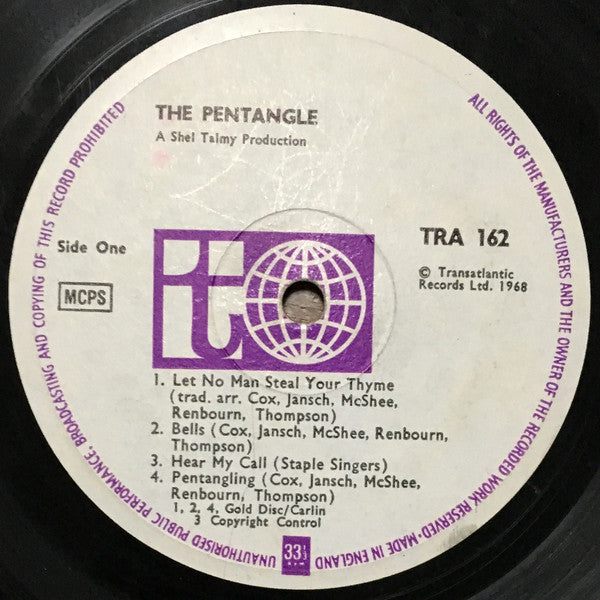 THE PENTANGLE
A Shel Talmy Production
Side One
MCPS
TRA 162
© Transatlantic
Records Ltd. 1968
it
1. Let No Man Steal Your Thyme
(trad. arr. Cox, Jansch, McShee,
Renbourn, Thompson)
2. Bells (Cox, Jansch, McShee, Renbourn,
Thompson)
3. Hear My Call (Staple Singers)
4. Pentangling (Cox, Jansch, McShee,
Renbourn, Thompson)
1, 2, 4, Gold Disc/Carlin
3 Copyright Control
33⅓
RPM
ALL RIGHTS OF THE MANUFACTURERS AND THE OWNER OF THE RECORDED WORK RESERVED·MADE IN ENGLAND
UNAUTHORISED PUBLIC PERFORMANCE, BROADCASTING AND COPYING OF THIS RECORD PROHIBITED